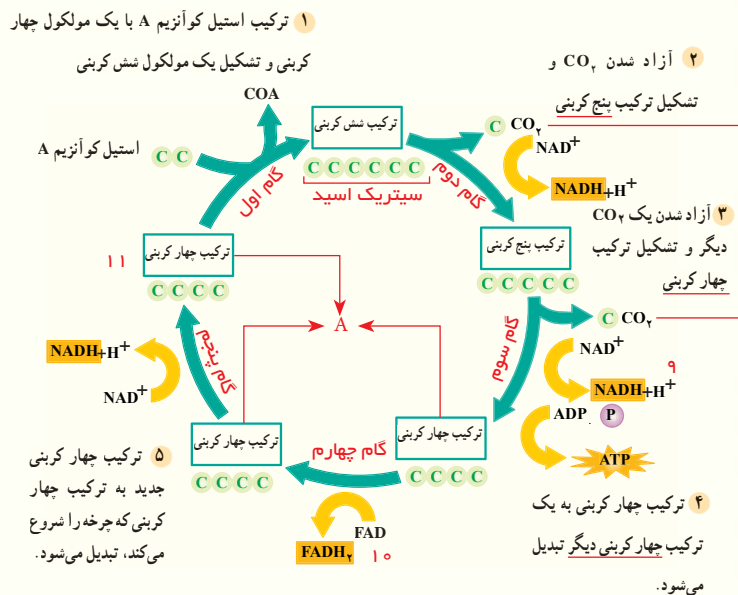 ۱ ترکیب استیل کوآنزیم A با یک مولکول چهار
کربنی و تشکیل یک مولکول شش کربنی
۲ آزاد شدن CO۲ و
تشکیل ترکیب پنج کربنی
COA
ترکیب شش کربنی
C CO۲
NAD+
NADH+H+
استیل کوآنزیم A
C C
C C C C C C
سیتریک اسید
گام اول
گام دوم
۳ آزاد شدن یک CO۲
دیگر و تشکیل ترکیب
چهار کربنی
ترکیب پنج کربنی
C C C C C
۱۱
ترکیب چهار کربنی
C C C C
A
گام سوم
C CO۲
NAD+
۹
NADH+H+
ADP. P
ATP
NADH+H+
NAD+
گام پنجم
ترکیب چهار کربنی
C C C C
گام چهارم
ترکیب چهار کربنی
C C C C
FAD
FADH۲
۱۰
۵ ترکیب چهار کربنی
جدید به ترکیب چهار
کربنی که چرخه را شروع
می‌کند، تبدیل می‌شود.
۴ ترکیب چهار کربنی به یک
ترکیب چهار کربنی دیگر تبدیل
می‌شود.